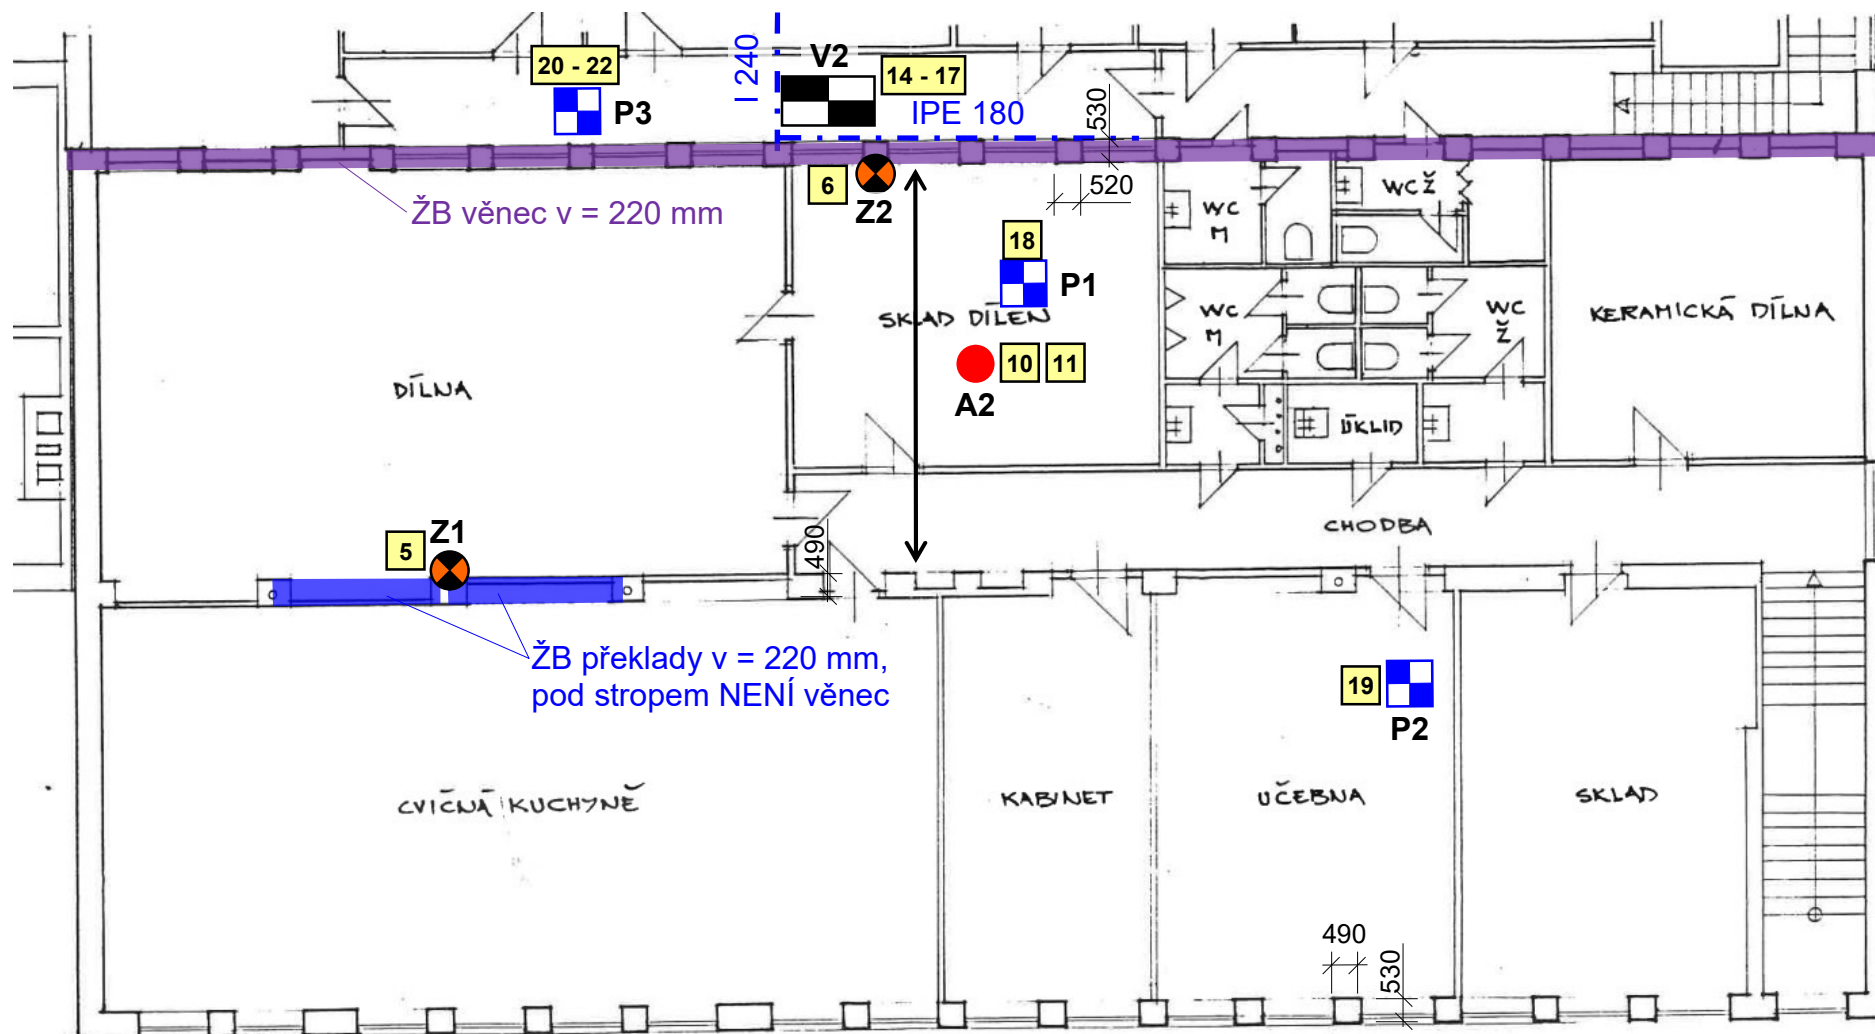 I 240
20 - 22
P3
V2
14 - 17
IPE 180
530
6
Z2
520
ŽB věnec v = 220 mm
WC
M
WC Ž
18
P1
SKLAD DÍLEN
WC
M
WC
Ž
KERAMICKÁ DÍLNA
10
11
A2
DÍLNA
ÚKLID
CHODBA
5
Z1
490
ŽB překlady v = 220 mm,
pod stropem NENÍ věnec
19
P2
CVIČNÁ KUCHYNĚ
KABINET
UČEBNA
SKLAD
490
530